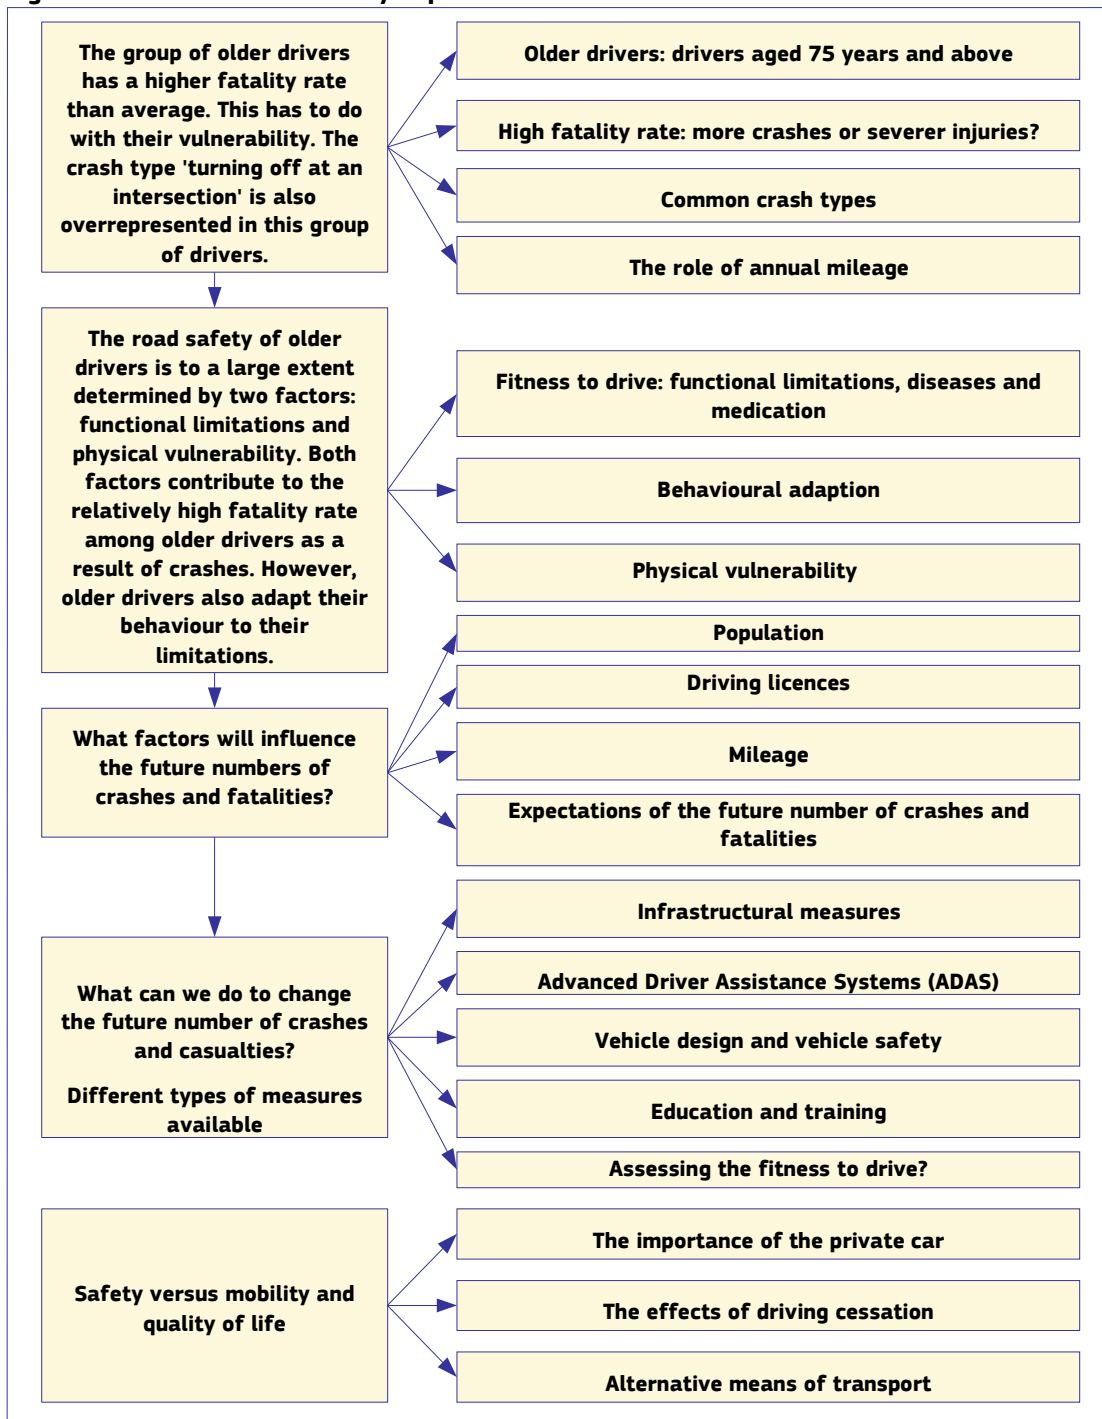 The group of older drivers
has a higher fatality rate
than average. This has to do
with their vulnerability. The
crash type 'turning off at an
intersection' is also
overrepresented in this group
of drivers.
Older drivers: drivers aged 75 years and above
High fatality rate: more crashes or severer injuries?
Common crash types
The role of annual mileage
The road safety of older
drivers is to a large extent
determined by two factors:
functional limitations and
physical vulnerability. Both
factors contribute to the
relatively high fatality rate
among older drivers as a
result of crashes. However,
older drivers also adapt their
behaviour to their
limitations.
Fitness to drive: functional limitations, diseases and
medication
Behavioural adaption
Physical vulnerability
What factors will influence
the future numbers of
crashes and fatalities?
Population
Driving licences
Mileage
Expectations of the future number of crashes and
fatalities
What can we do to change
the future number of crashes
and casualties?
Different types of measures
available
Infrastructural measures
Advanced Driver Assistance Systems (ADAS)
Vehicle design and vehicle safety
Education and training
Assessing the fitness to drive?
Safety versus mobility and
quality of life
The importance of the private car
The effects of driving cessation
Alternative means of transport